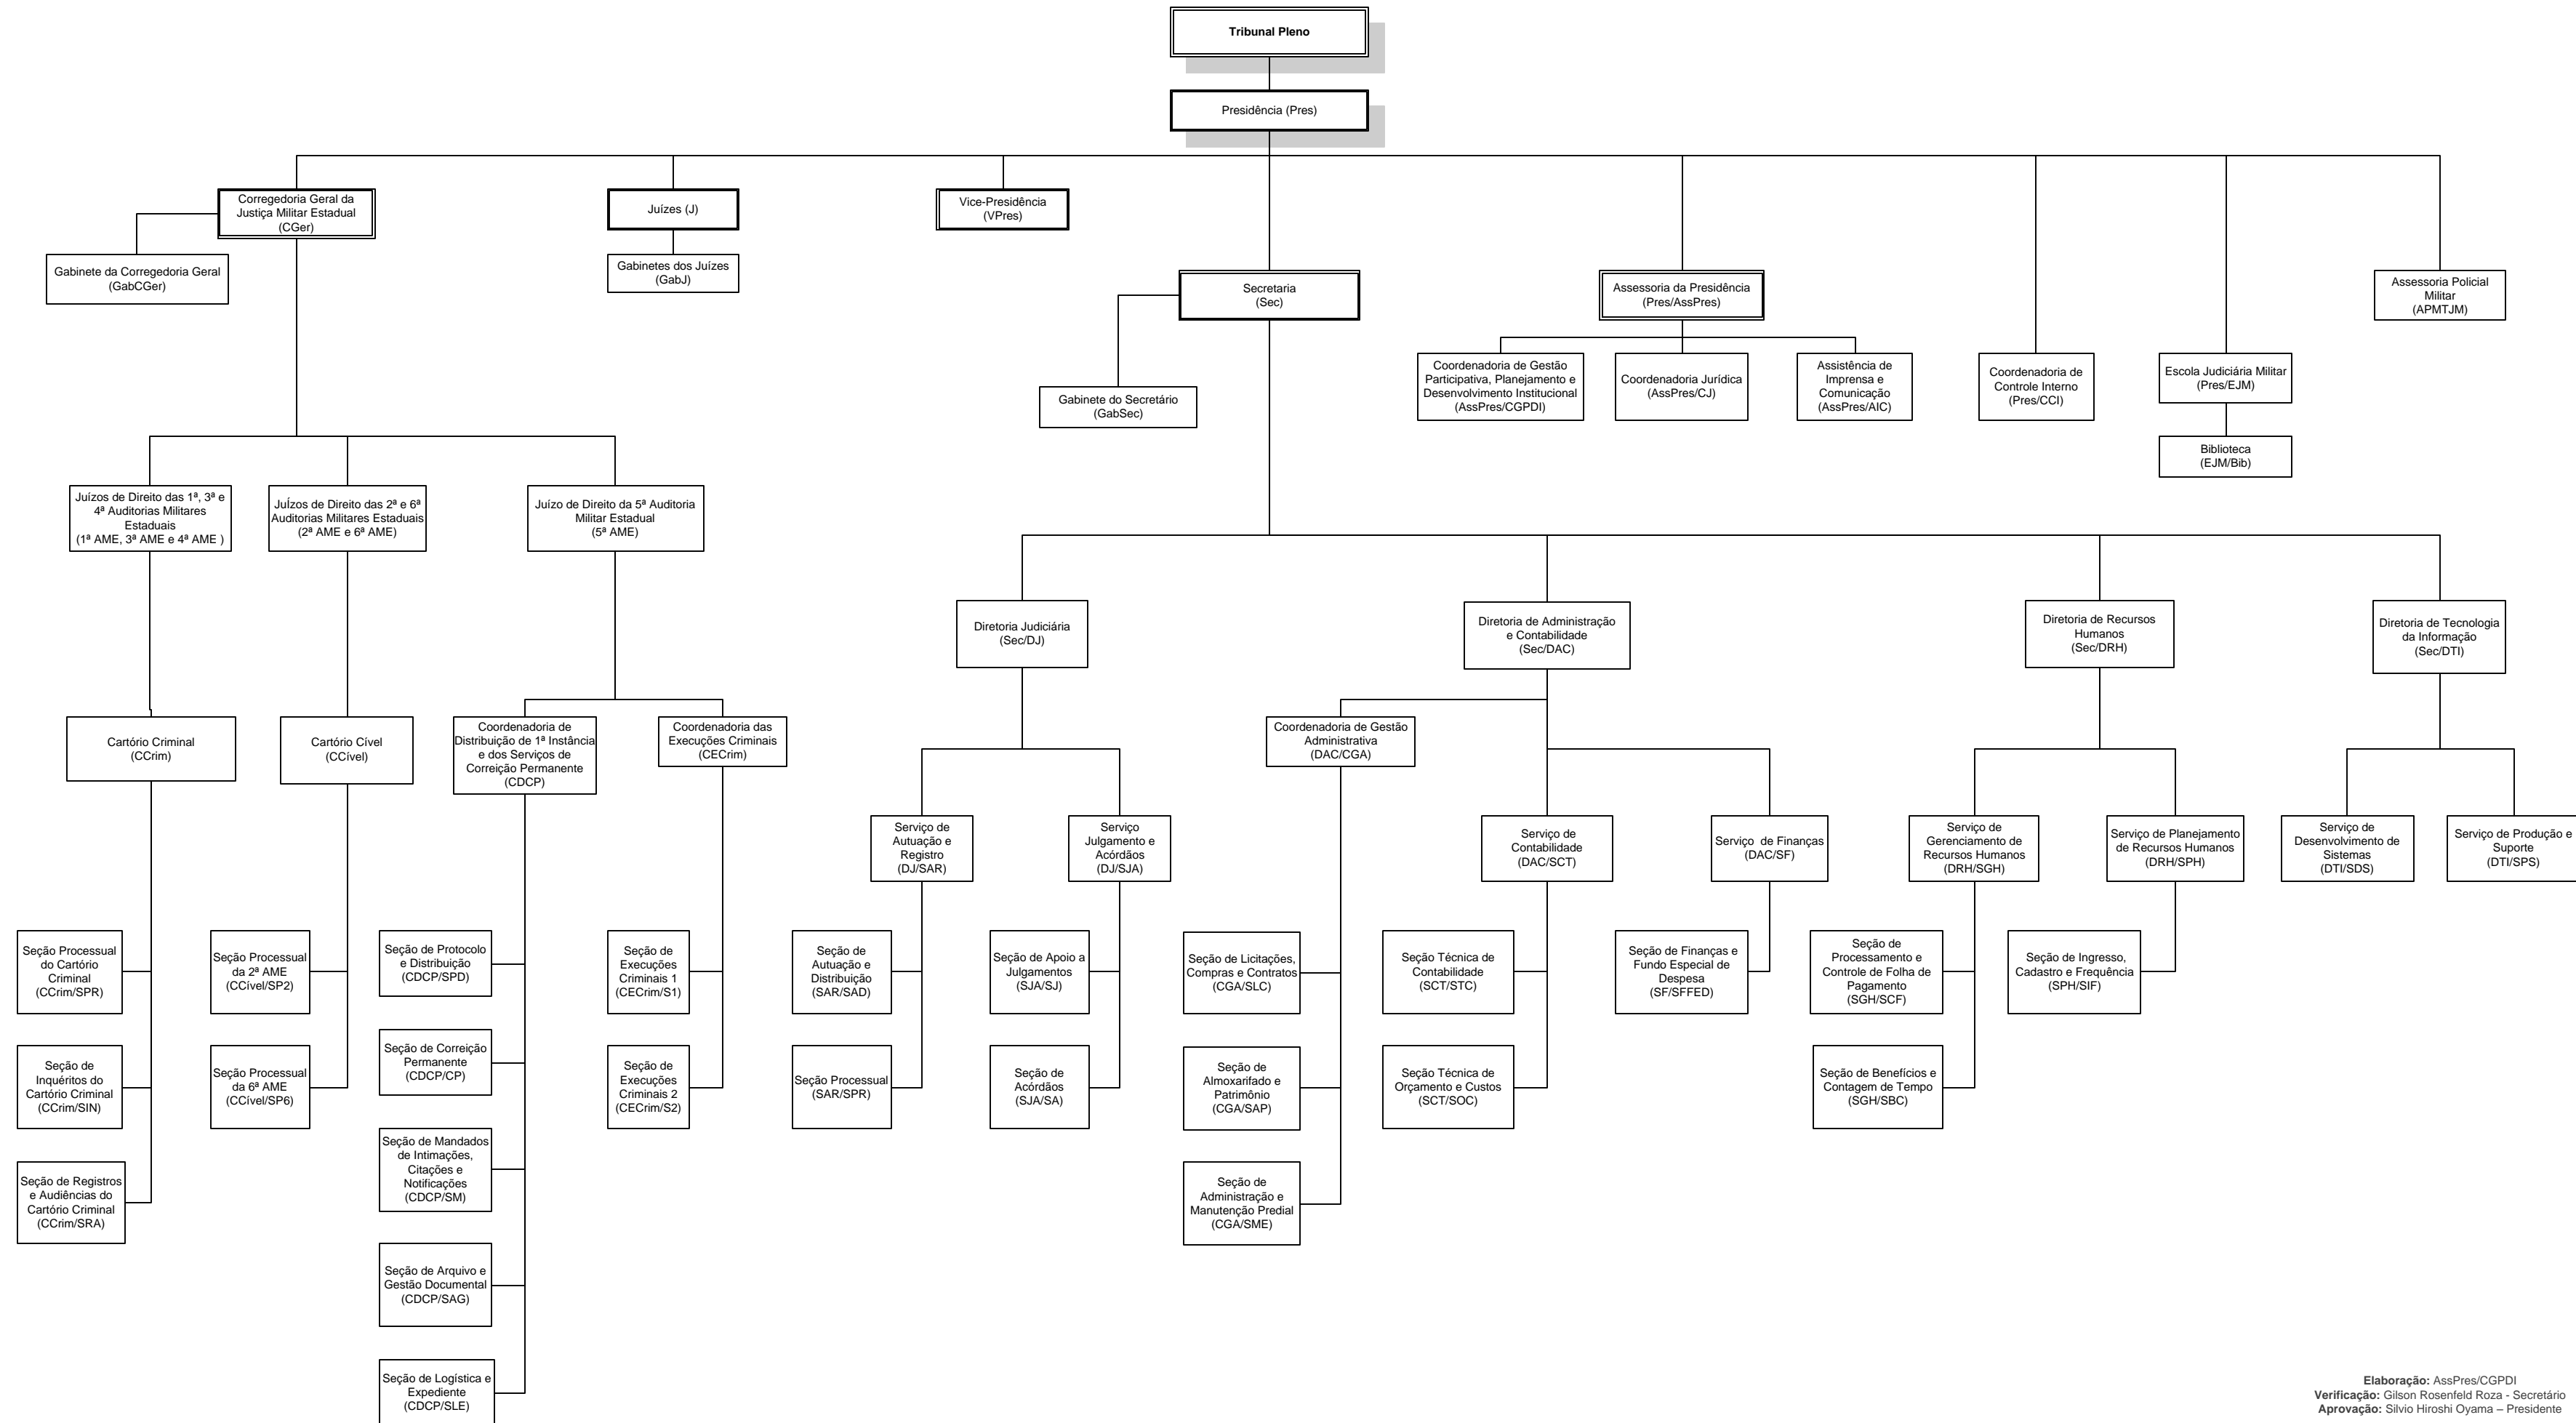 Tribunal Pleno
Presidência (Pres)
Corregedoria Geral da
Justiça Militar Estadual
(CGer)
Juízes (J)
Vice-Presidência
(VPres)
Gabinete da Corregedoria Geral
(GabCGer)
Gabinetes dos Juízes
(GabJ)
Secretaria
(Sec)
Assessoria da Presidência
(Pres/AssPres)
Assessoria Policial
Militar
(APMTJM)
Gabinete do Secretário
(GabSec)
Coordenadoria de Gestão
Participativa, Planejamento e
Desenvolvimento Institucional
(AssPres/CGPDI)
Coordenadoria Jurídica
(AssPres/CJ)
Assistência de
Imprensa e
Comunicação
(AssPres/AIC)
Coordenadoria de
Controle Interno
(Pres/CCI)
Escola Judiciária Militar
(Pres/EJM)
Biblioteca
(EJM/Bib)
Juízos de Direito das 1ª, 3ª e
4ª Auditorias Militares
Estaduais
(1ª AME, 3ª AME e 4ª AME )
JuÍzos de Direito das 2ª e 6ª
Auditorias Militares Estaduais
(2ª AME e 6ª AME)
Juízo de Direito da 5ª Auditoria
Militar Estadual
(5ª AME)
Diretoria Judiciária
(Sec/DJ)
Diretoria de Administração
e Contabilidade
(Sec/DAC)
Diretoria de Recursos
Humanos
(Sec/DRH)
Diretoria de Tecnologia
da Informação
(Sec/DTI)
Cartório Criminal
(CCrim)
Cartório Cível
(CCível)
Coordenadoria de
Distribuição de 1ª Instância
e dos Serviços de
Correição Permanente
(CDCP)
Coordenadoria das
Execuções Criminais
(CECrim)
Coordenadoria de Gestão
Administrativa
(DAC/CGA)
Serviço de
Autuação e
Registro
(DJ/SAR)
Serviço
Julgamento e
Acórdãos
(DJ/SJA)
Serviço de
Contabilidade
(DAC/SCT)
Serviço  de Finanças
(DAC/SF)
Serviço de
Gerenciamento de
Recursos Humanos
(DRH/SGH)
Serviço de Planejamento
de Recursos Humanos
(DRH/SPH)
Serviço de
Desenvolvimento de
Sistemas
(DTI/SDS)
Serviço de Produção e
Suporte
(DTI/SPS)
Seção Processual
do Cartório
Criminal
(CCrim/SPR)
Seção Processual
da 2ª AME
(CCível/SP2)
Seção de Protocolo
e Distribuição
(CDCP/SPD)
Seção de
Execuções
Criminais 1
(CECrim/S1)
Seção de
Autuação e
Distribuição
(SAR/SAD)
Seção de Apoio a
Julgamentos
(SJA/SJ)
Seção de Licitações,
Compras e Contratos
(CGA/SLC)
Seção Técnica de
Contabilidade
(SCT/STC)
Seção de Finanças e
Fundo Especial de
Despesa
(SF/SFFED)
Seção de
Processamento e
Controle de Folha de
Pagamento
(SGH/SCF)
Seção de Ingresso,
Cadastro e Frequência
(SPH/SIF)
Seção de
Inquéritos do
Cartório Criminal
(CCrim/SIN)
Seção Processual
da 6ª AME
(CCível/SP6)
Seção de Correição
Permanente
(CDCP/CP)
Seção de
Execuções
Criminais 2
(CECrim/S2)
Seção Processual
(SAR/SPR)
Seção de
Acórdãos
(SJA/SA)
Seção de
Almoxarifado e
Patrimônio
(CGA/SAP)
Seção Técnica de
Orçamento e Custos
(SCT/SOC)
Seção de Benefícios e
Contagem de Tempo
(SGH/SBC)
Seção de Registros
e Audiências do
Cartório Criminal
(CCrim/SRA)
Seção de Mandados
de Intimações,
Citações e
Notificações
(CDCP/SM)
Seção de
Administração e
Manutenção Predial
(CGA/SME)
Seção de Arquivo e
Gestão Documental
(CDCP/SAG)
Seção de Logística e
Expediente
(CDCP/SLE)
Elaboração: AssPres/CGPDI
Verificação: Gilson Rosenfeld Roza - Secretário
Aprovação: Silvio Hiroshi Oyama – Presidente